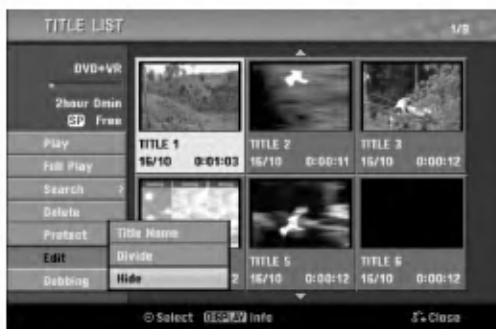 TITLE LIST 1/9
DVD+VR
2hour 0min
SP Free
Play
Full Play
Search
Delete
Protect
Edit
Dubbing
Title Name
Divide
Hide
TITLE 1
16/10 0:01:03
TITLE 2
16/10 0:00:11
TITLE 3
16/10 0:00:12
2
TITLE 5
16/10 0:00:12
TITLE 6
16/10 0:00:12
Select DISPLAY Info Close